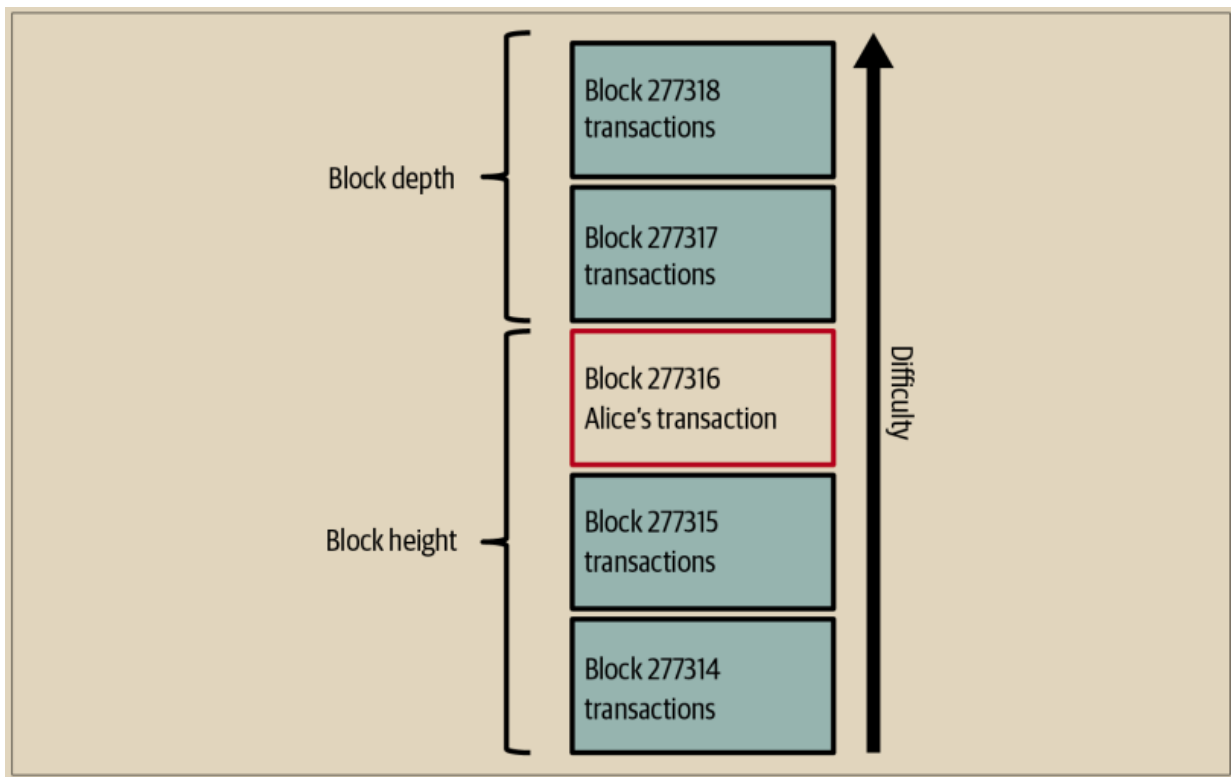 Block depth
Block height
Block 277318
transactions
Block 277317
transactions
Block 277316
Alice’s transaction
Block 277315
transactions
Block 277314
transactions
Difficulty